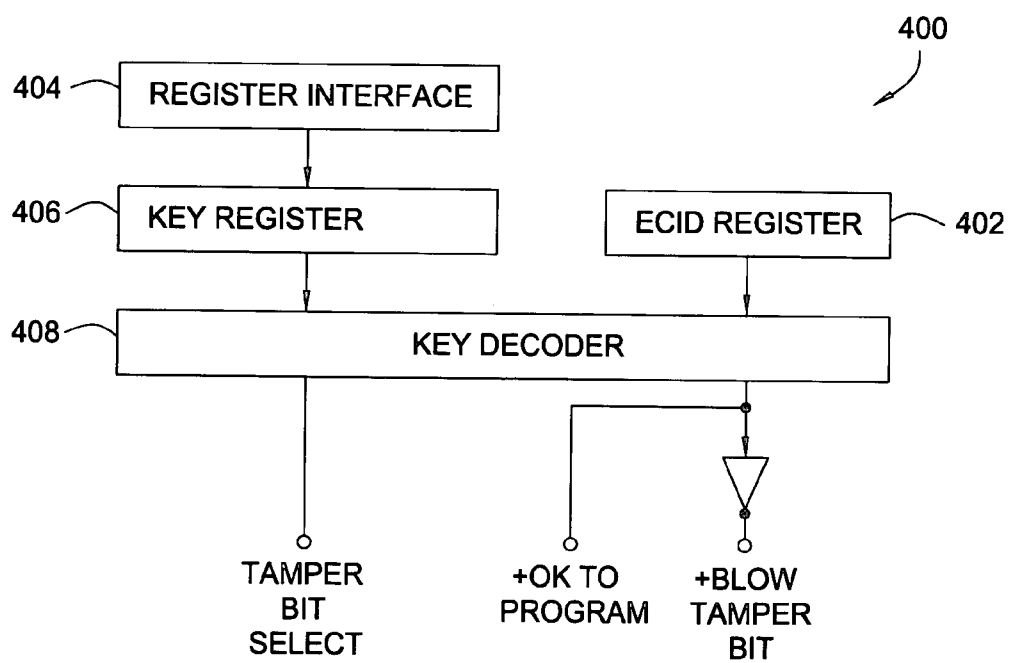 400
404
REGISTER INTERFACE
406
KEY REGISTER
ECID REGISTER
402
408
KEY DECODER
TAMPER
BIT
SELECT
+OK TO
PROGRAM
+BLOW
TAMPER
BIT